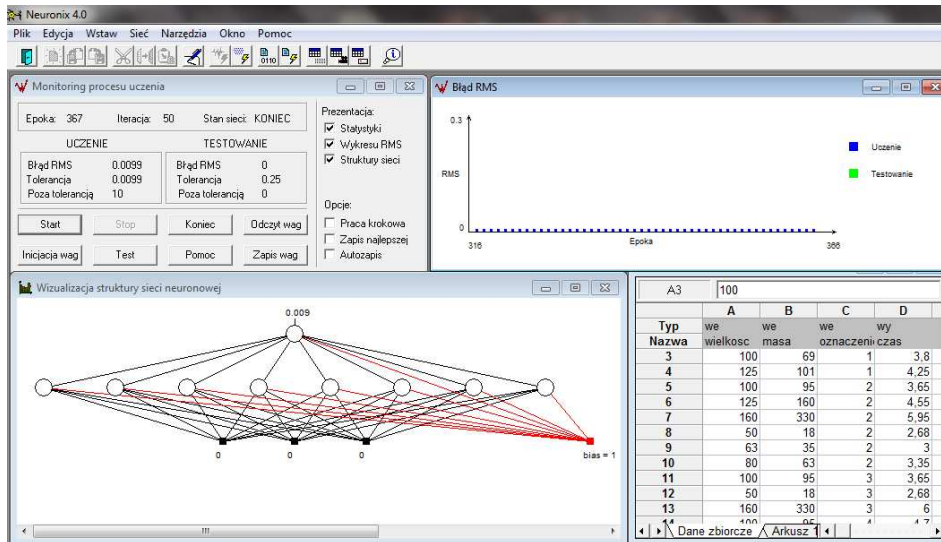 Neuronix 4.0
Plik Edycja Wstaw Sieć Narzędzia Okno Pomoc
0110
Monitoring procesu uczenia
Epoka: 367 Iteracja: 50 Stan sieci: KONIEC
UCZENIE TESTOWANIE
Błąd RMS 0.0099 Błąd RMS 0
Tolerancja 0.0099 Tolerancja 0.25
Poza tolerancją 10 Poza tolerancją 0
Start Stop Koniec Odczyt wag
Inicjacja wag Test Pomoc Zapis wag
Prezentacja:
Statystyki
Wykresu RMS
Struktury sieci
Opcje:
Praca krokowa
Zapis najlepszej
Autozapis
Błąd RMS
0.3
RMS
0
316 Epoka 366
Uczenie
Testowanie
Wizualizacja struktury sieci neuronowej
0.009
0 0 0 bias = 1
A3 100
A B C D
Typ we we we wy
Nazwa wielkosc masa oznaczeni czas
3 100 69 1 3,8
4 125 101 1 4,25
5 100 95 2 3,65
6 125 160 2 4,55
7 160 330 2 5,95
8 50 18 2 2,68
9 63 35 2 3
10 80 63 2 3,35
11 100 95 3 3,65
12 50 18 3 2,68
13 160 330 3 6
14 100 95 4 4,7
Dane zbiorcze Arkusz 1